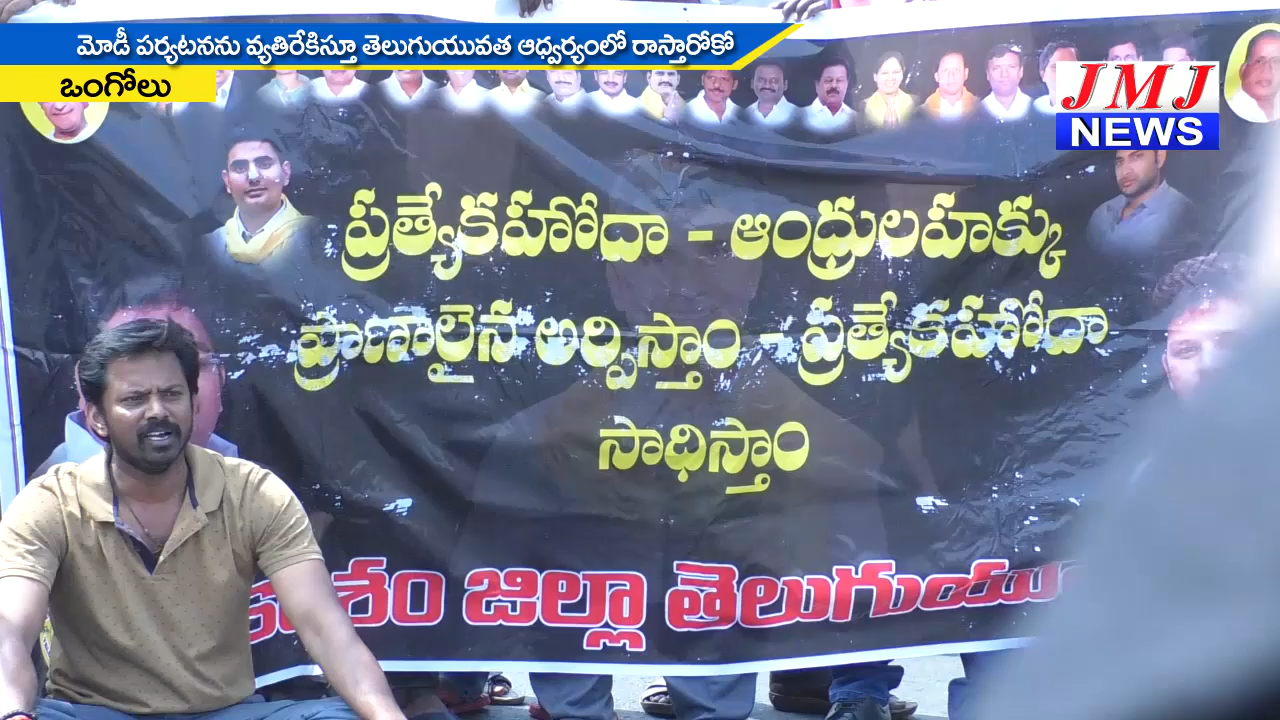 మోడీ పర్యటనను వ్యతిరేకిస్తూ తెలుగుయువత ఆధ్వర్యంలో రాస్తారోకో
ఒంగోలు
JMJ
NEWS
ప్రత్యేకహోదా - ఆంధ్రులహక్కు
ప్రాణాలైన అర్పిస్తాం - ప్రత్యేకహోదా
సాధిస్తాం
జిల్లా